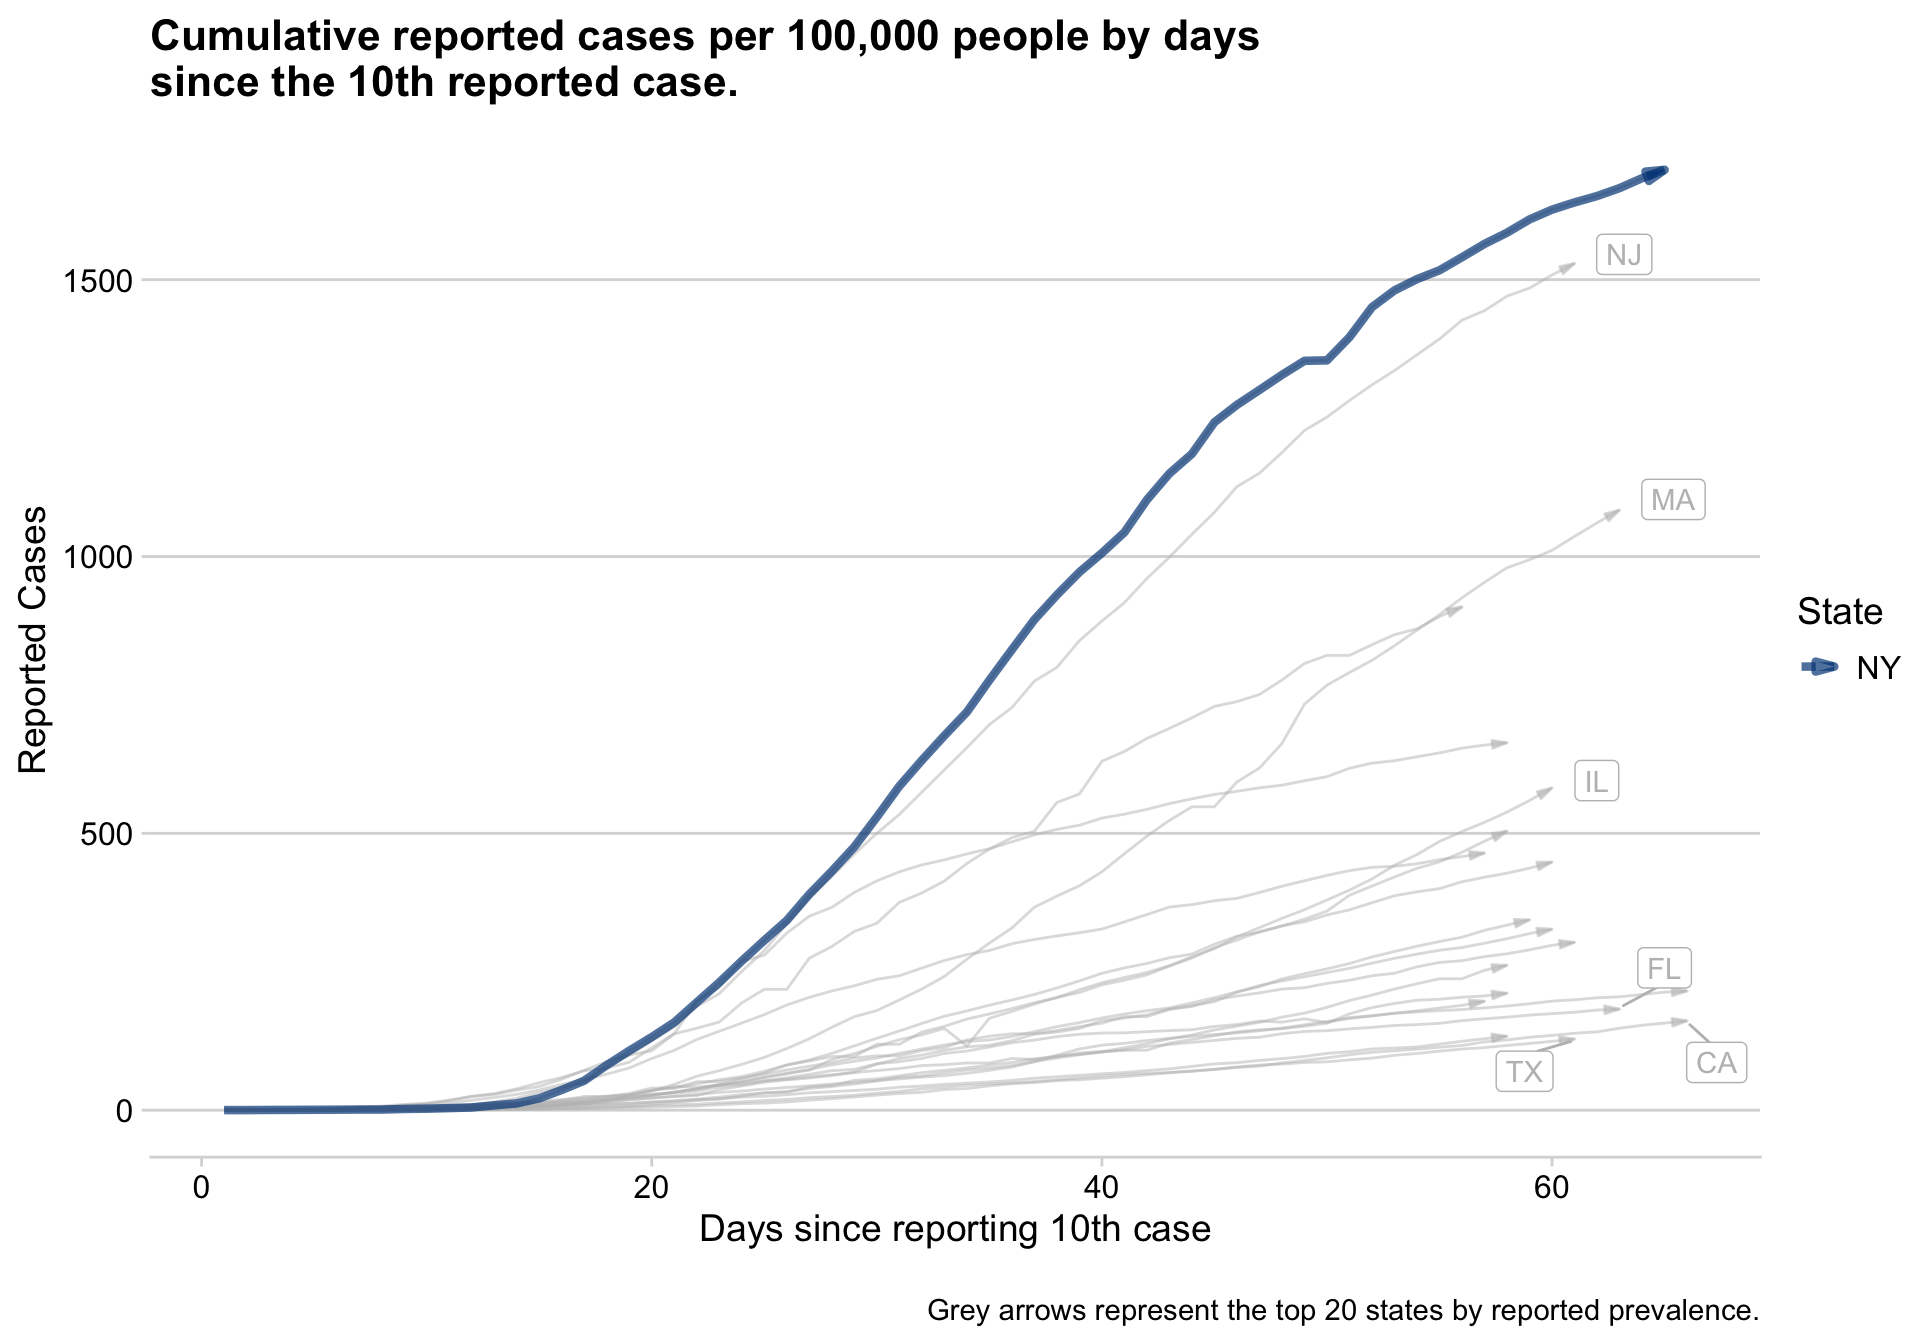 Cumulative reported cases per 100,000 people by days
since the 10th reported case.
1500
1000
500
0
Reported Cases
NJ
MA
IL
FL
TX
CA
State
NY
0 20 40 60
Days since reporting 10th case
Grey arrows represent the top 20 states by reported prevalence.